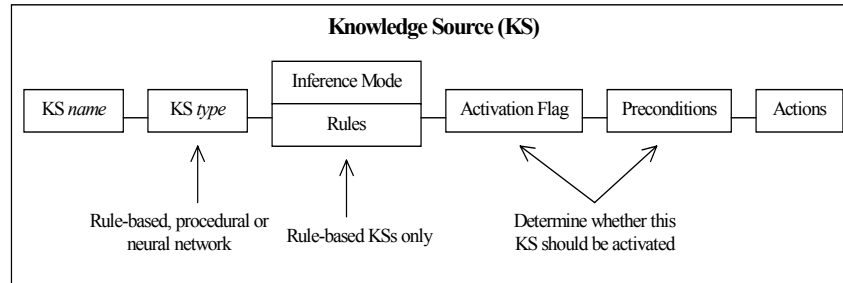 Knowledge Source (KS)
Inference Mode
KS name
KS type
Rules
Activation Flag
Preconditions
Actions
Rule-based, procedural or
neural network
Rule-based KSs only
Determine whether this
KS should be activated